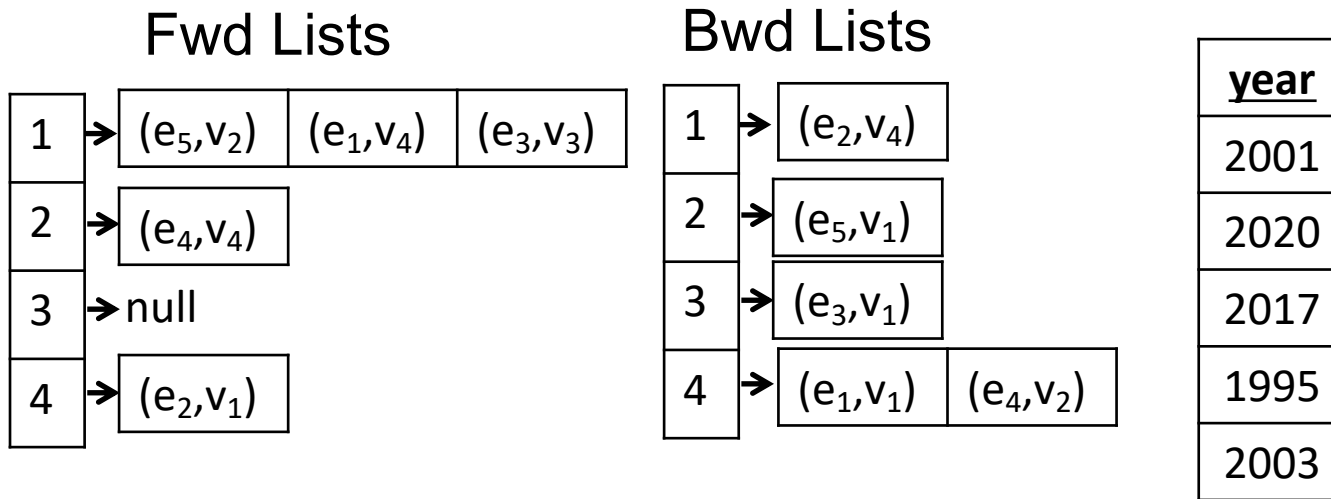 Fwd Lists
1 (e₅,v₂) (e₁,v₄) (e₃,v₃)
2 (e₄,v₄)
3 null
4 (e₂,v₁)
Bwd Lists
1 (e₂,v₄)
2 (e₅,v₁)
3 (e₃,v₁)
4 (e₁,v₁) (e₄,v₂)
year
2001
2020
2017
1995
2003